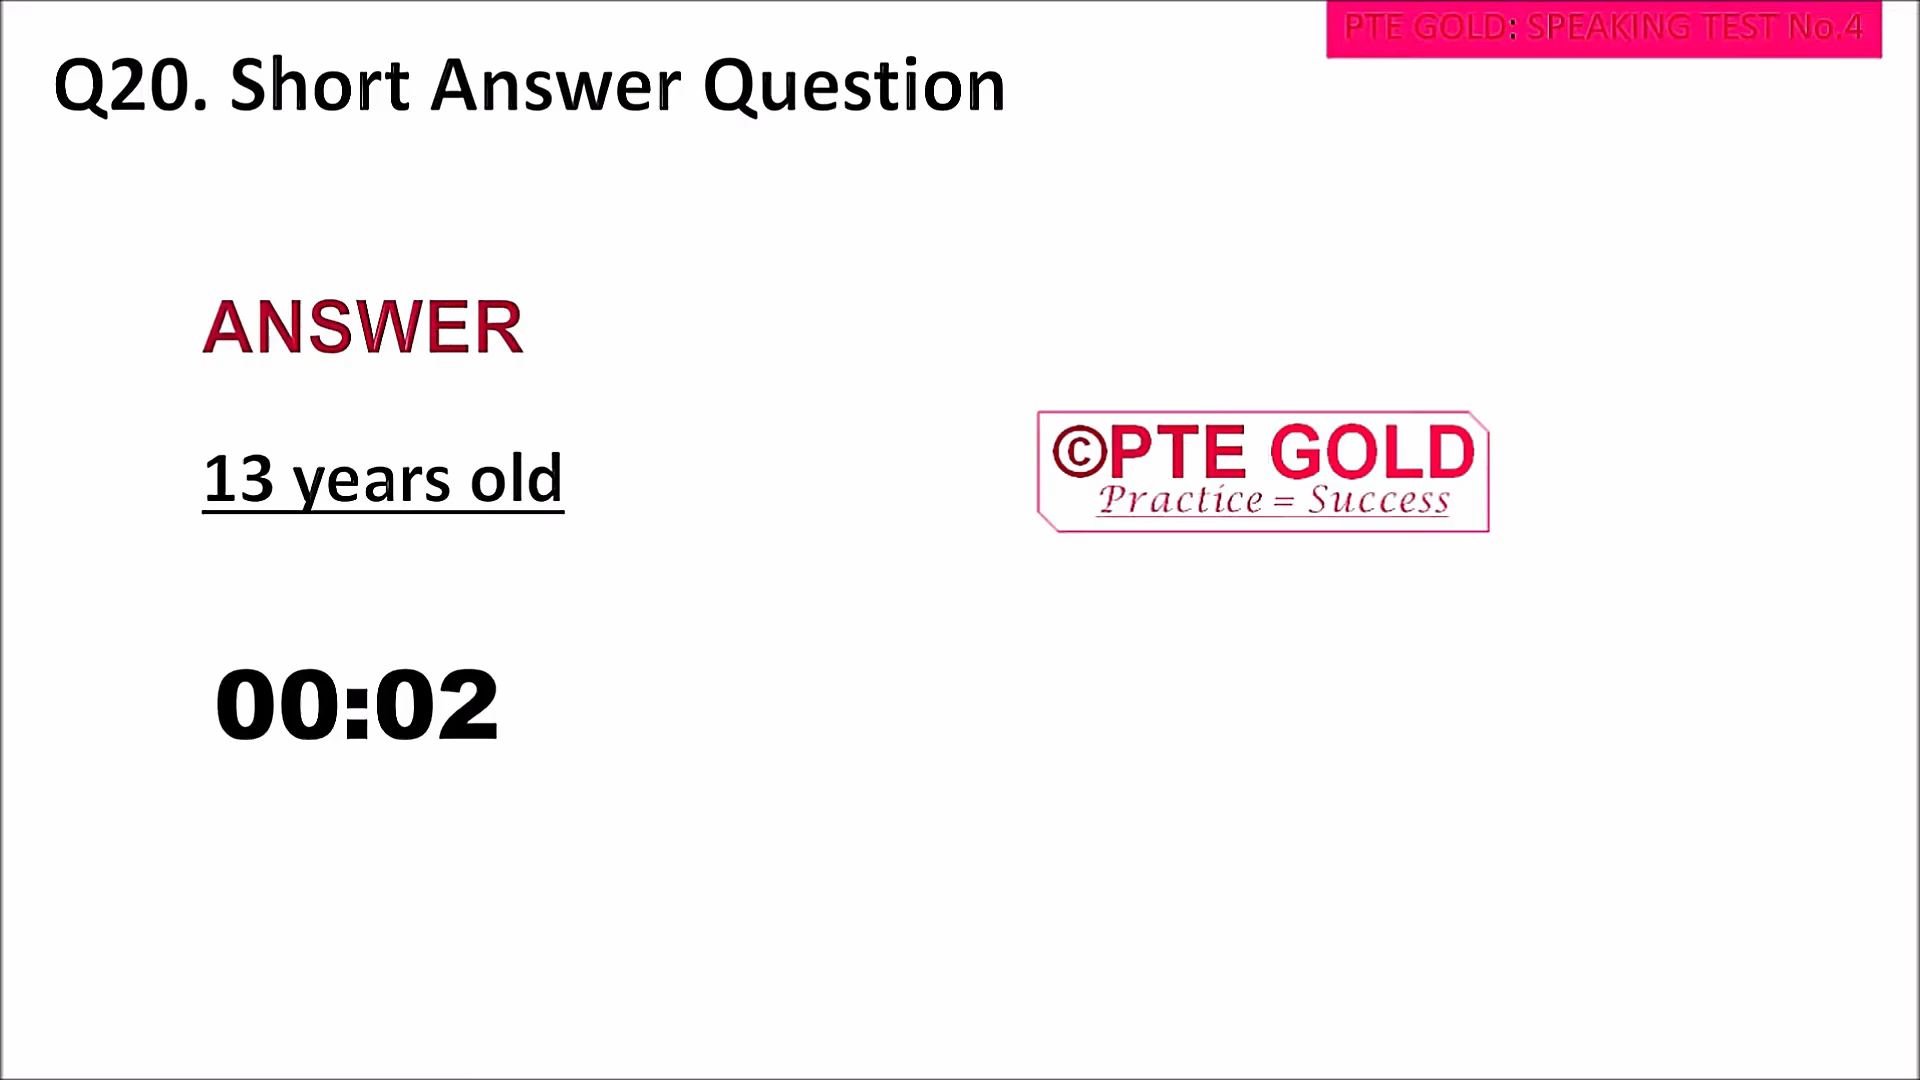 PTE GOLD: SPEAKING TEST No.4
Q20. Short Answer Question
ANSWER
13 years old
©PTE GOLD
Practice = Success
00:02